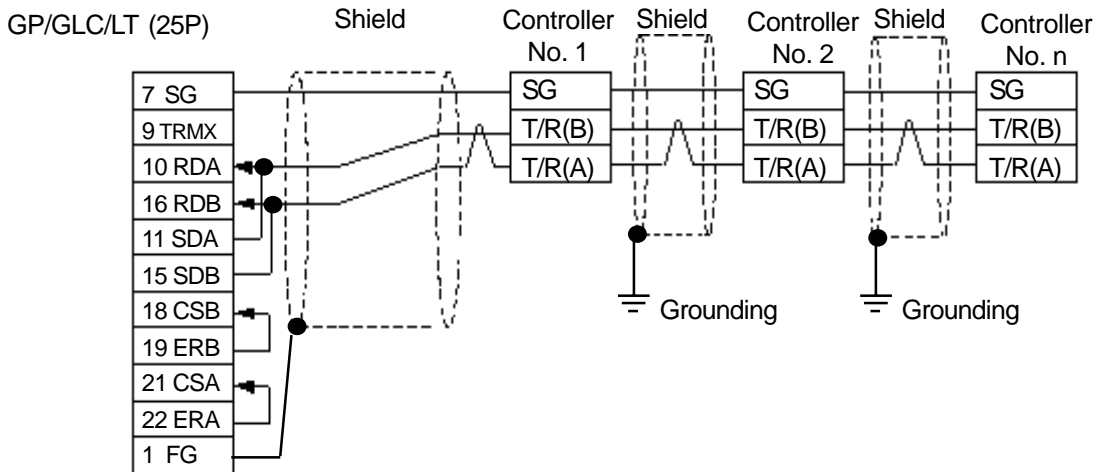 GP/GLC/LT (25P)
Shield
Controller
No. 1
Shield
Controller
No. 2
Shield
Controller
No. n
7 SG
9 TRMX
10 RDA
16 RDB
11 SDA
15 SDB
18 CSB
19 ERB
21 CSA
22 ERA
1 FG
SG
T/R(B)
T/R(A)
SG
T/R(B)
T/R(A)
SG
T/R(B)
T/R(A)
Grounding
Grounding